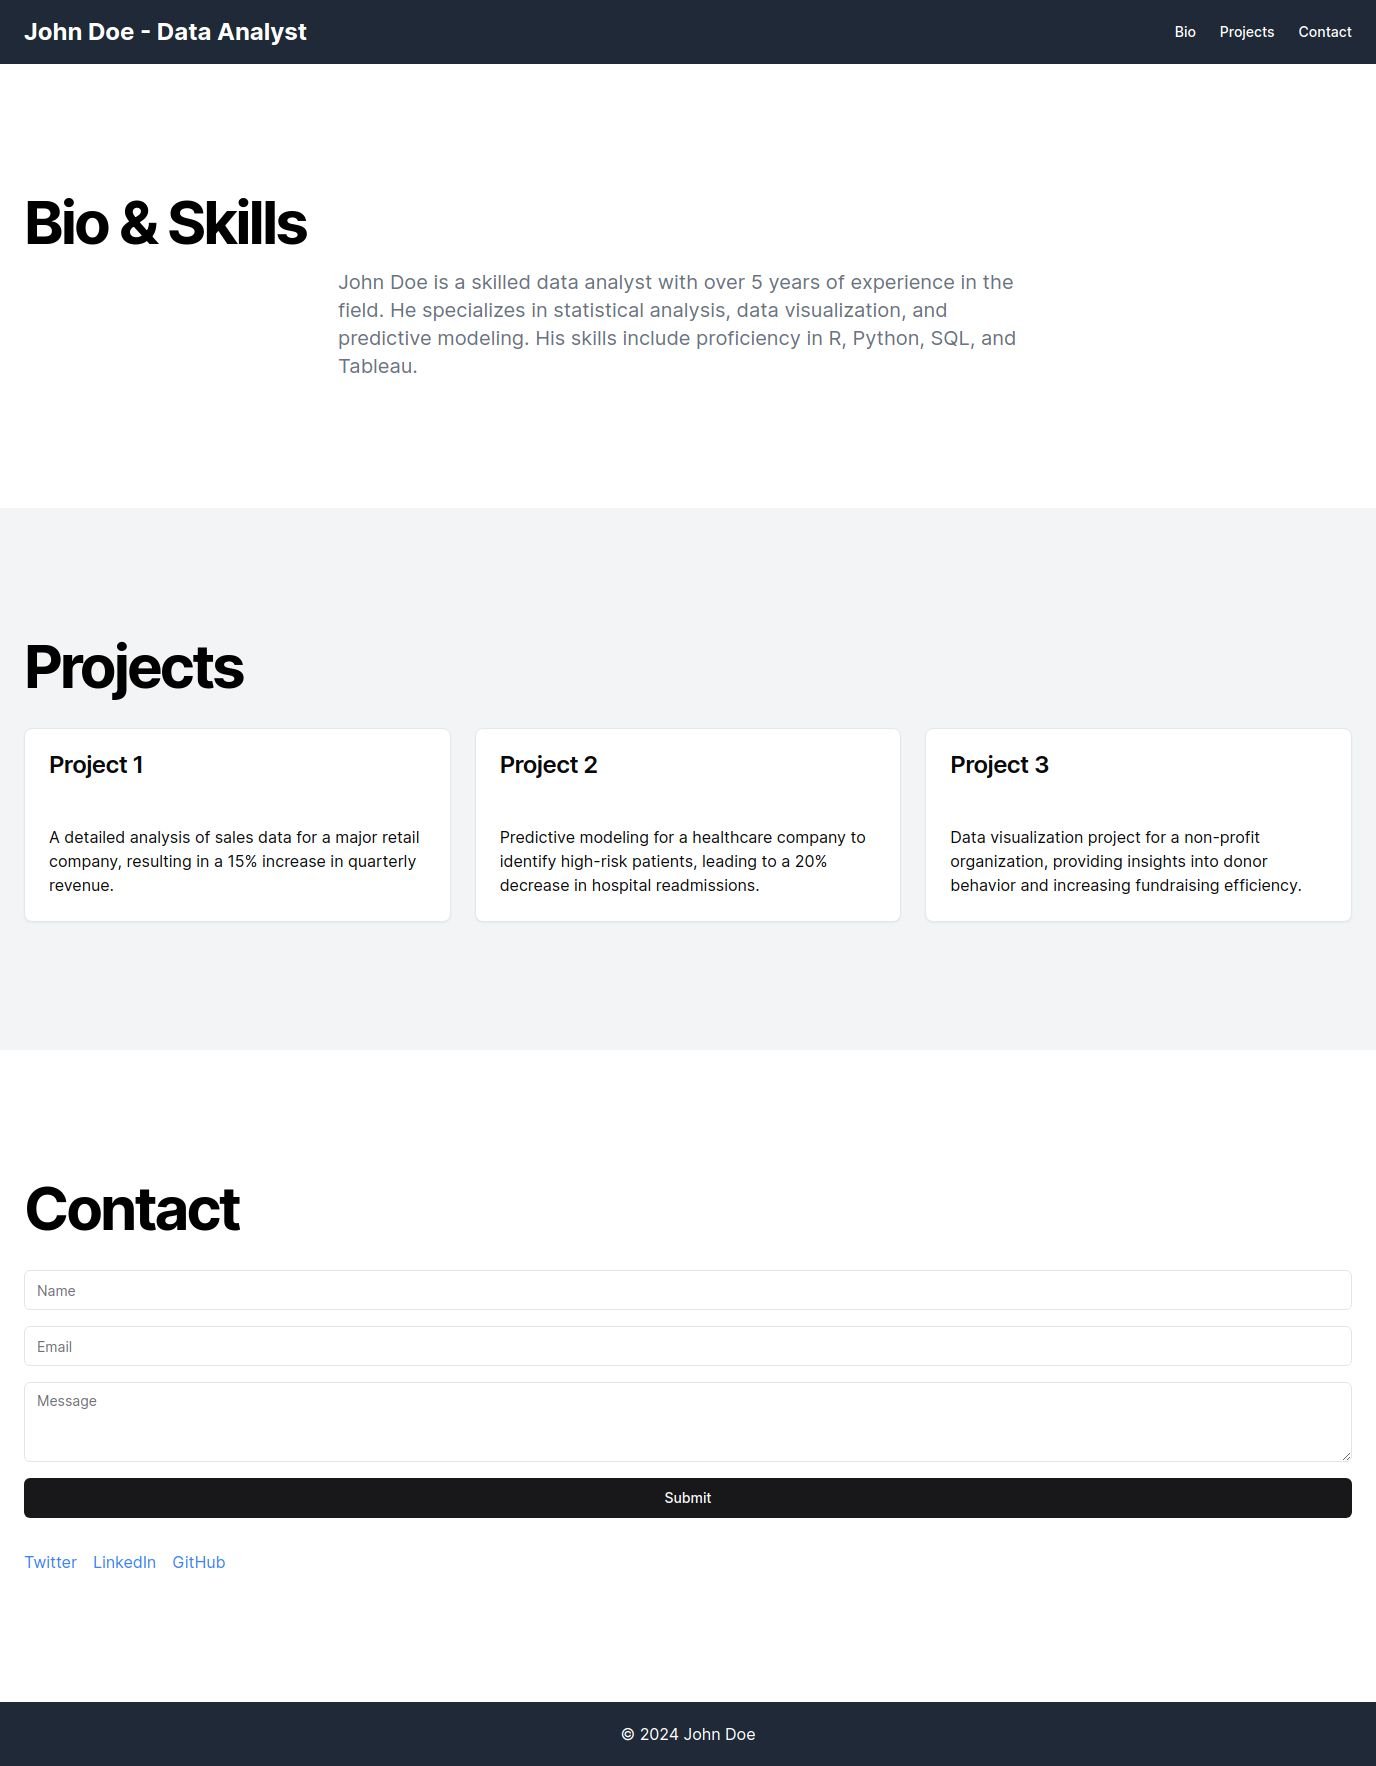 John Doe - Data Analyst
Bio Projects Contact
Bio & Skills
John Doe is a skilled data analyst with over 5 years of experience in the
field. He specializes in statistical analysis, data visualization, and
predictive modeling. His skills include proficiency in R, Python, SQL, and
Tableau.
Projects
Project 1
A detailed analysis of sales data for a major retail
company, resulting in a 15% increase in quarterly
revenue.
Project 2
Predictive modeling for a healthcare company to
identify high-risk patients, leading to a 20%
decrease in hospital readmissions.
Project 3
Data visualization project for a non-profit
organization, providing insights into donor
behavior and increasing fundraising efficiency.
Contact
Name
Email
Message
Submit
Twitter LinkedIn GitHub
© 2024 John Doe